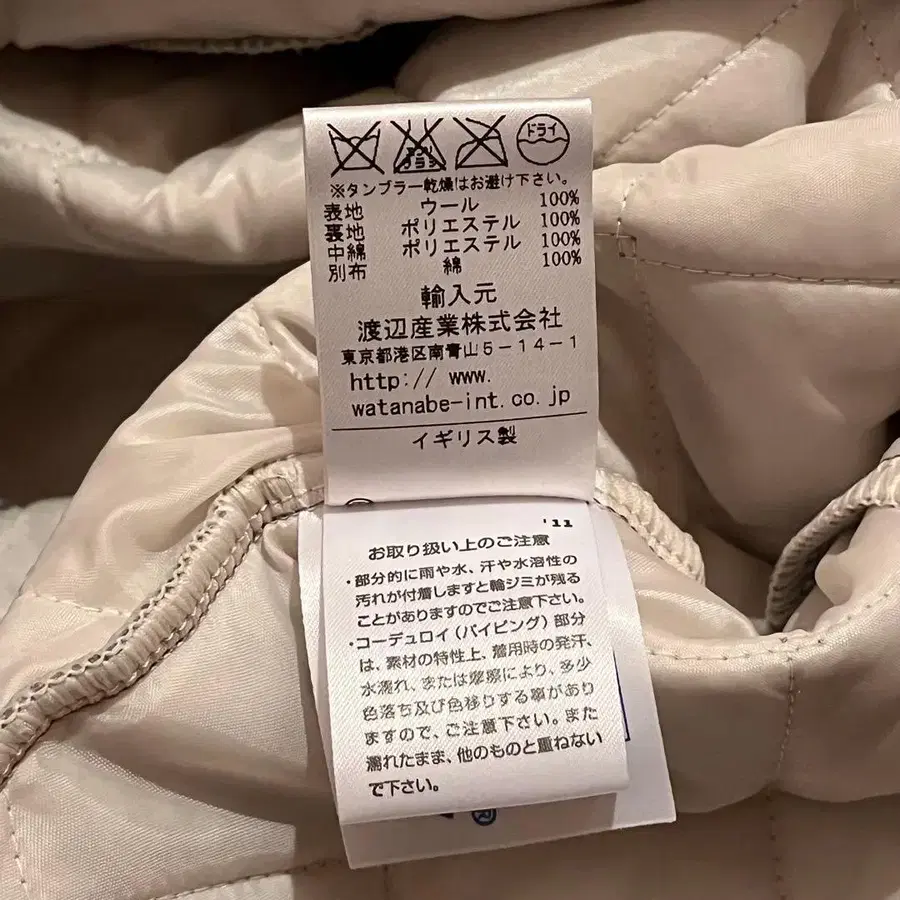 ドライ
※タンブラー乾燥はお避け下さい。
表地 ウール 100%
裏地 ポリエステル 100%
中綿 ポリエステル 100%
別布 綿 100%
輸入元
渡辺産業株式会社
東京都港区南青山5-14-1
http:// www.
watanabe-int.co.jp
イギリス製
'11
お取り扱い上のご注意
・部分的に雨や水、汗や水溶性の
汚れが付着しますと輪ジミが残る
ことがありますのでご注意下さい。
・コーデュロイ(パイピング)部分
は、素材の特性上、着用時の発汗、
水濡れ、または摩擦により、多少
色落ち及び色移りする事があり
ますので、ご注意下さい。また
濡れたまま、他のものと重ねない
で下さい。
®